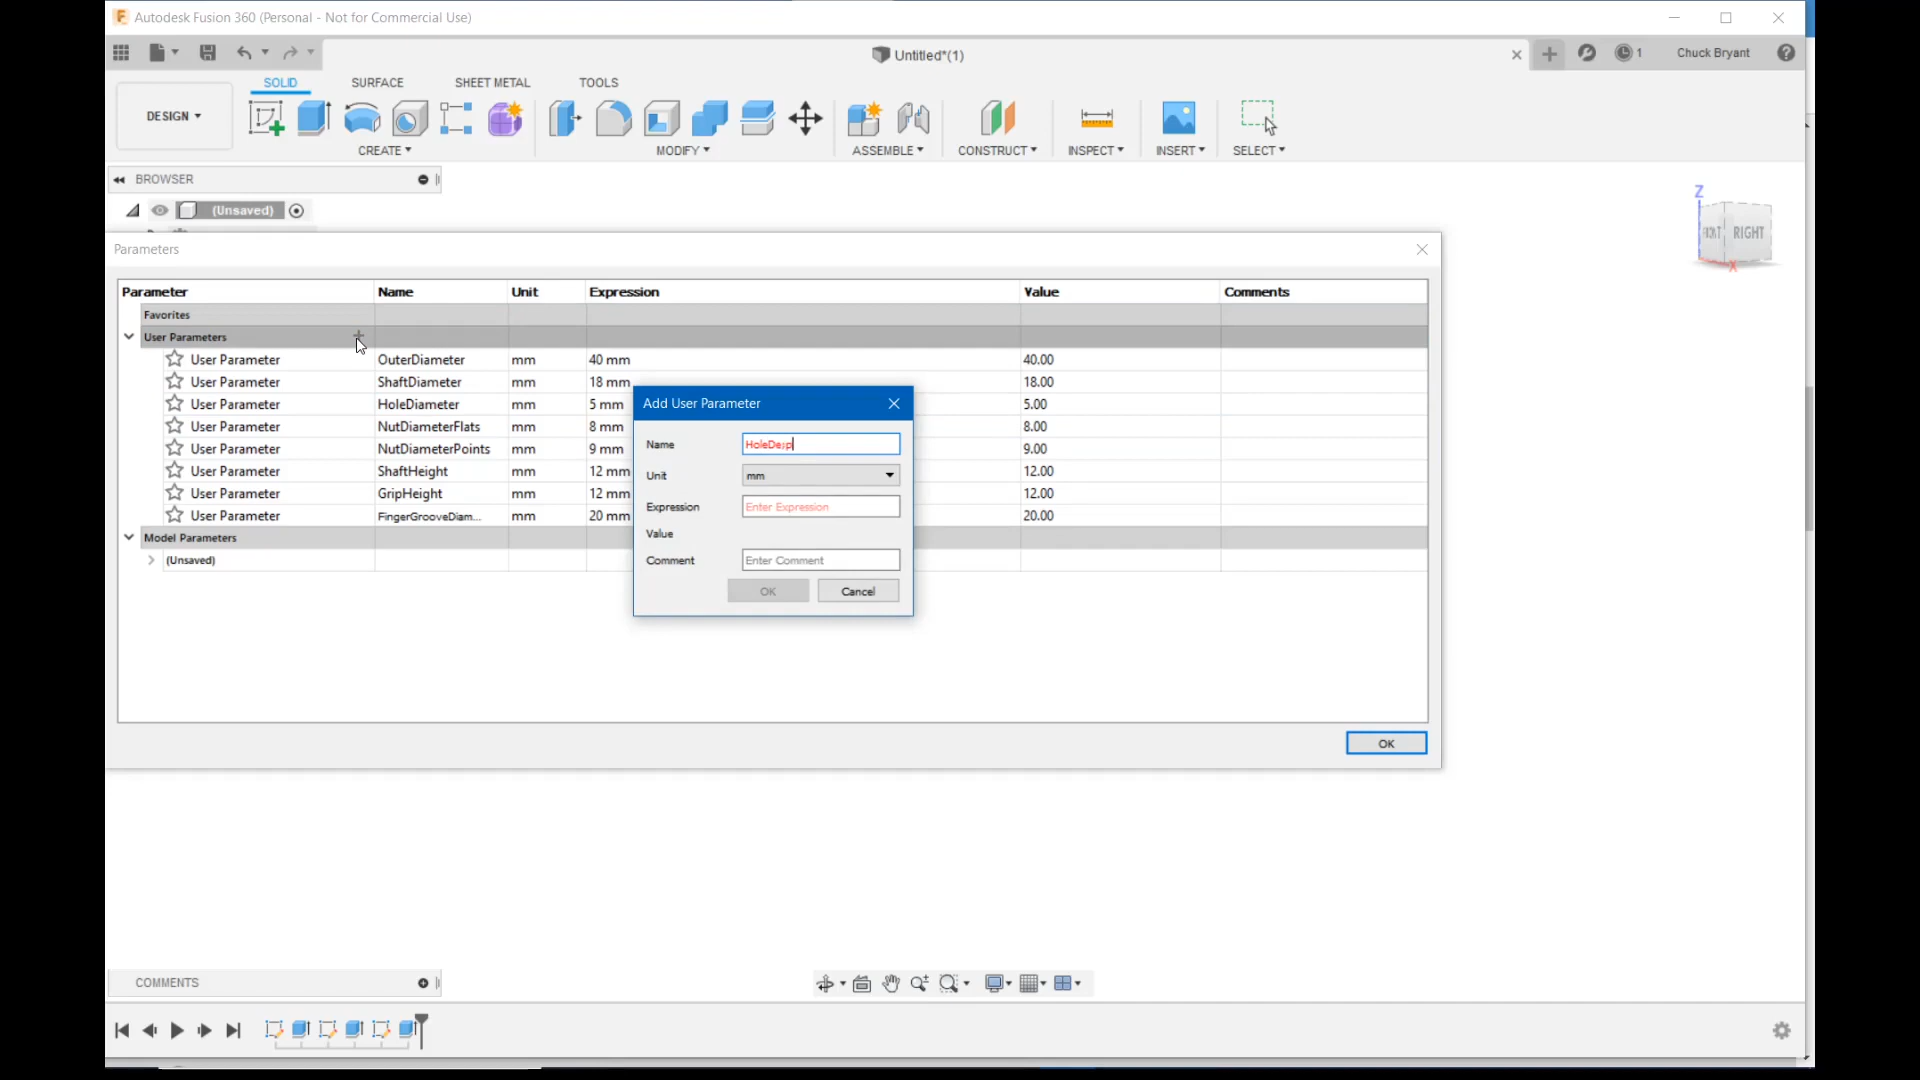 Autodesk Fusion 360 (Personal - Not for Commercial Use)
Untitled*(1)
1
Chuck Bryant
SOLID
SURFACE
SHEET METAL
TOOLS
DESIGN
CREATE
MODIFY
ASSEMBLE
CONSTRUCT
INSPECT
INSERT
SELECT
BROWSER
(Unsaved)
Z
FRONT
RIGHT
X
Parameters
Parameter Name Unit Expression Value Comments
Favorites
User Parameters
User Parameter OuterDiameter mm 40 mm 40.00
User Parameter ShaftDiameter mm 18 mm 18.00
User Parameter HoleDiameter mm 5 mm 5.00
User Parameter NutDiameterFlats mm 8 mm 8.00
User Parameter NutDiameterPoints mm 9 mm 9.00
User Parameter ShaftHeight mm 12 mm 12.00
User Parameter GripHeight mm 12 mm 12.00
User Parameter FingerGrooveDiam... mm 20 mm 20.00
Model Parameters
(Unsaved)
Add User Parameter
Name HoleDesp
Unit mm
Expression Enter Expression
Value
Comment Enter Comment
OK Cancel
OK
COMMENTS